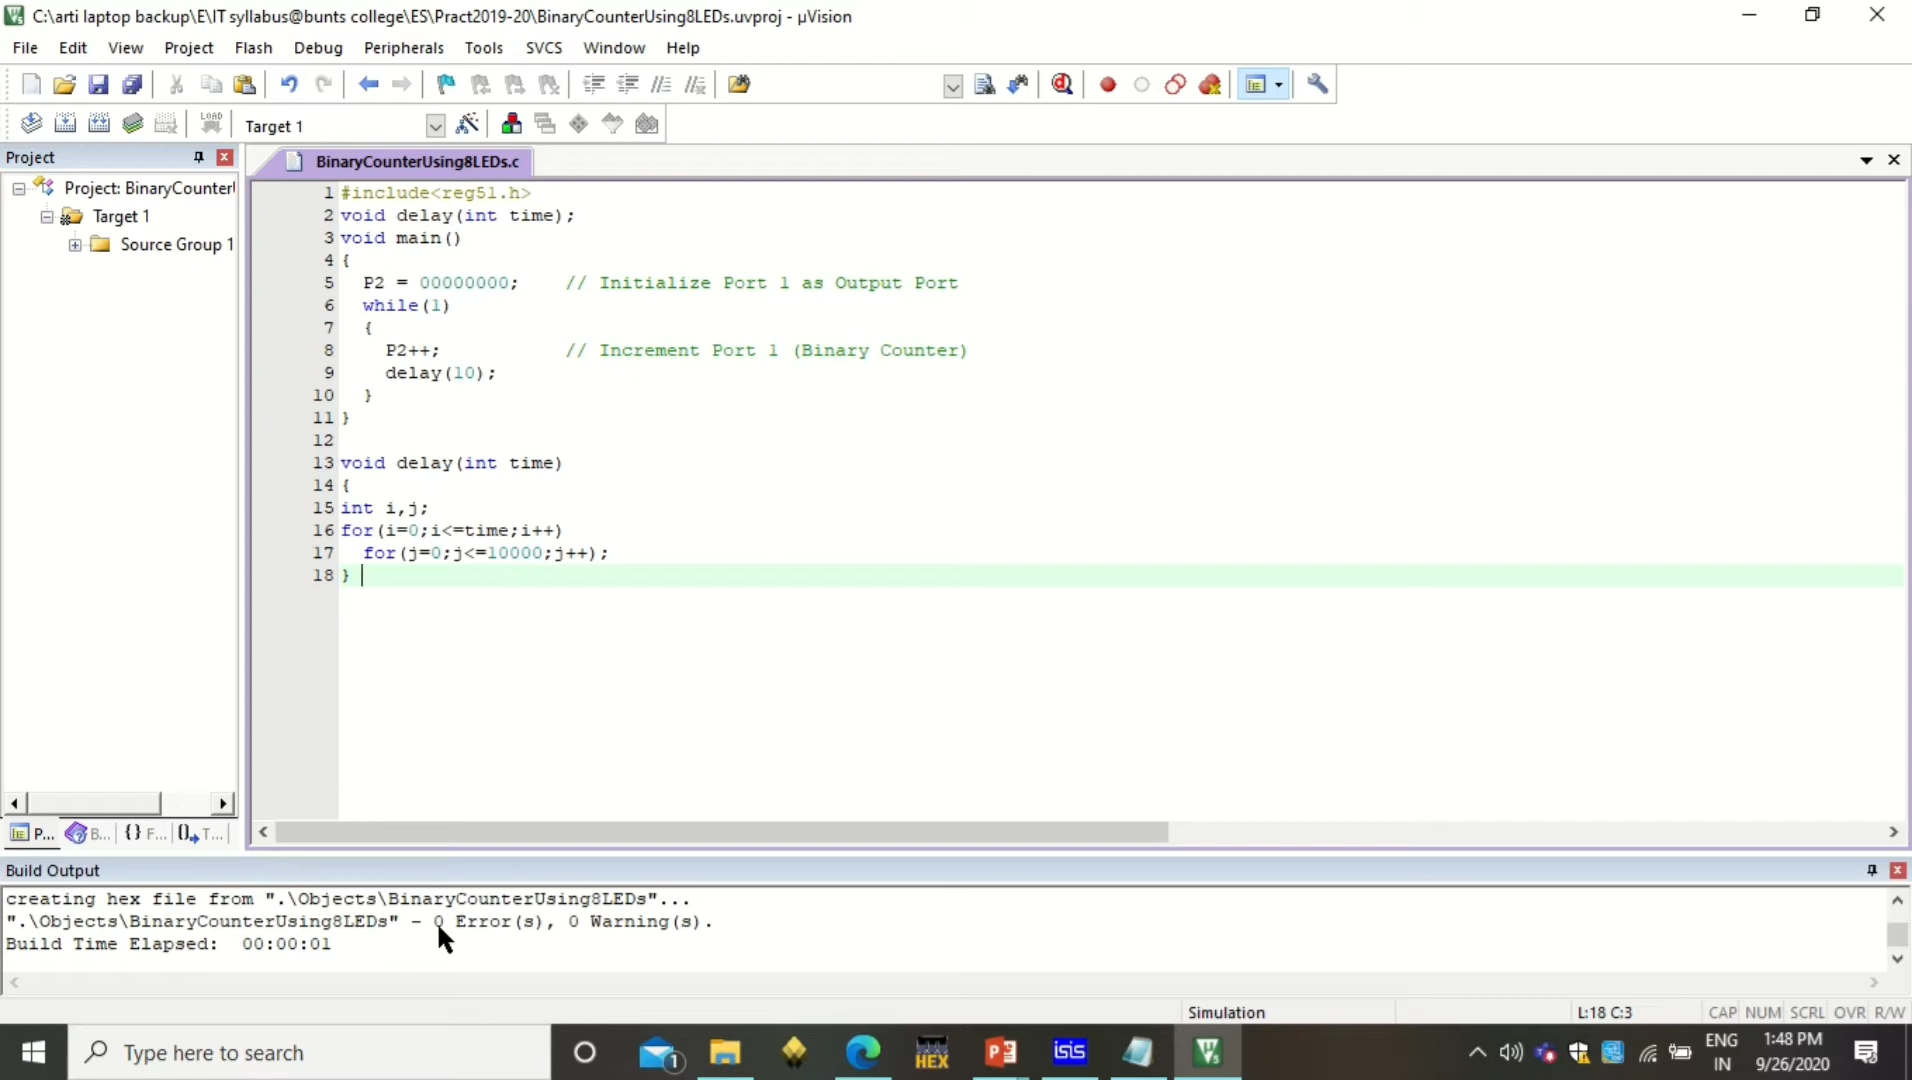 C:\arti laptop backup\E\IT syllabus@bunts college\ES\Pract2019-20\BinaryCounterUsing8LEDs.uvproj - µVision
File Edit View Project Flash Debug Peripherals Tools SVCS Window Help
LOAD Target 1
Project
BinaryCounterUsing8LEDs.c
Project: BinaryCounterU
Target 1
Source Group 1
1 #include<reg51.h>
2 void delay(int time);
3 void main()
4 {
5 P2 = 00000000; // Initialize Port 1 as Output Port
6 while(1)
7 {
8 P2++; // Increment Port 1 (Binary Counter)
9 delay(10);
10 }
11 }
12
13 void delay(int time)
14 {
15 int i,j;
16 for(i=0;i<=time;i++)
17 for(j=0;j<=10000;j++);
18 }
P... B... {} F... T...
Build Output
creating hex file from ".\Objects\BinaryCounterUsing8LEDs"...
".\Objects\BinaryCounterUsing8LEDs" - 0 Error(s), 0 Warning(s).
Build Time Elapsed: 00:00:01
Simulation L:18 C:3 CAP NUM SCRL OVR R/W
Type here to search
1
HEX
isis
ENG
IN
1:48 PM
9/26/2020